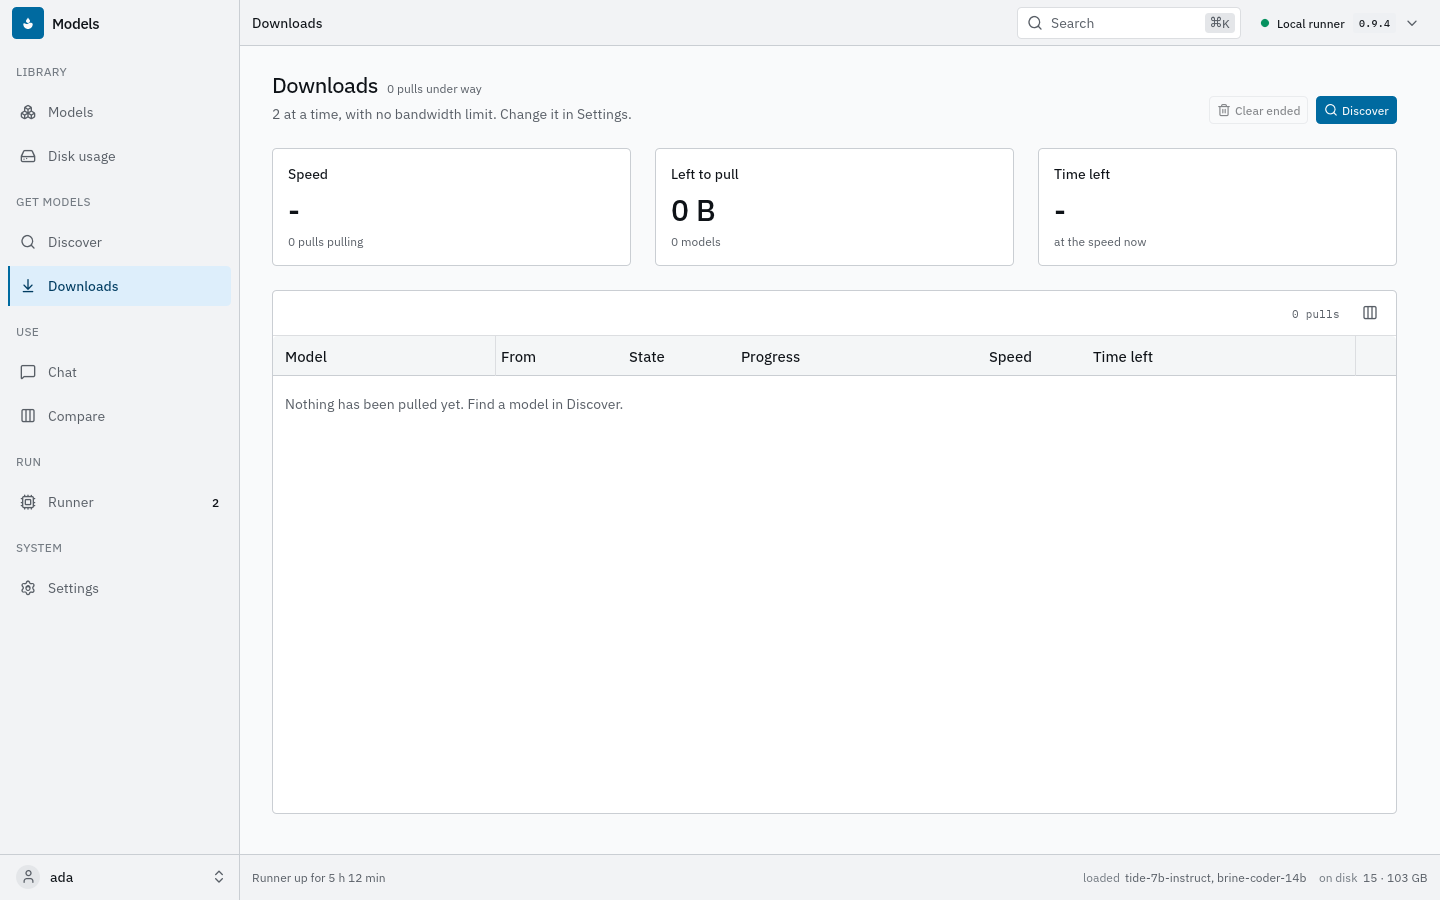 Models
Downloads
Search
⌘K
Local runner
0.9.4
LIBRARY
Models
Disk usage
GET MODELS
Discover
Downloads
USE
Chat
Compare
RUN
Runner
2
SYSTEM
Settings
ada
Downloads
0 pulls under way
2 at a time, with no bandwidth limit. Change it in Settings.
Clear ended
Discover
Speed
-
0 pulls pulling
Left to pull
0 B
0 models
Time left
-
at the speed now
0 pulls
Model
From
State
Progress
Speed
Time left
Nothing has been pulled yet. Find a model in Discover.
Runner up for 5 h 12 min
loaded tide-7b-instruct, brine-coder-14b
on disk 15 · 103 GB